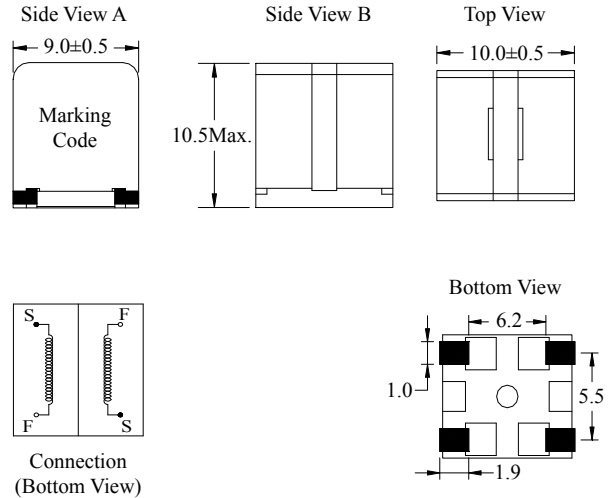 Side View A
Side View B
Top View
9.0±0.5
10.0±0.5
Marking
Code
10.5Max.
Bottom View
S
F
6.2
1.0
5.5
F
S
Connection
(Bottom View)
1.9